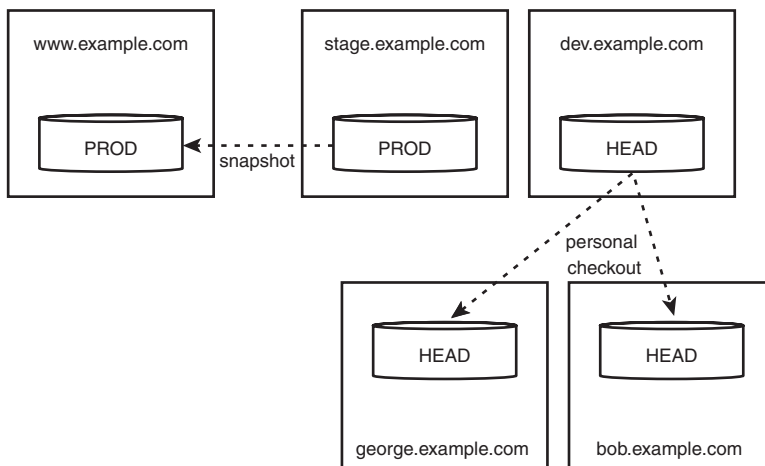 www.example.com
stage.example.com
dev.example.com
PROD
snapshot
PROD
HEAD
personal
checkout
HEAD
HEAD
george.example.com
bob.example.com